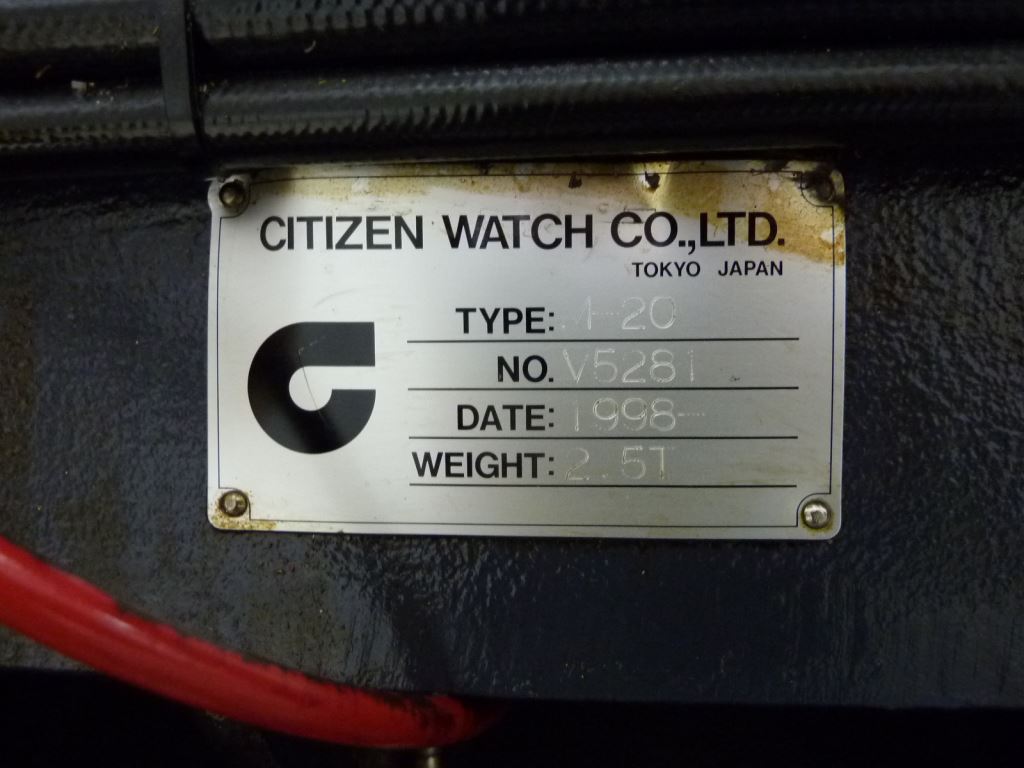 CITIZEN WATCH CO.,LTD.
TOKYO JAPAN
TYPE: M-20
NO. V5281
DATE: 1998-
WEIGHT: 2.5T